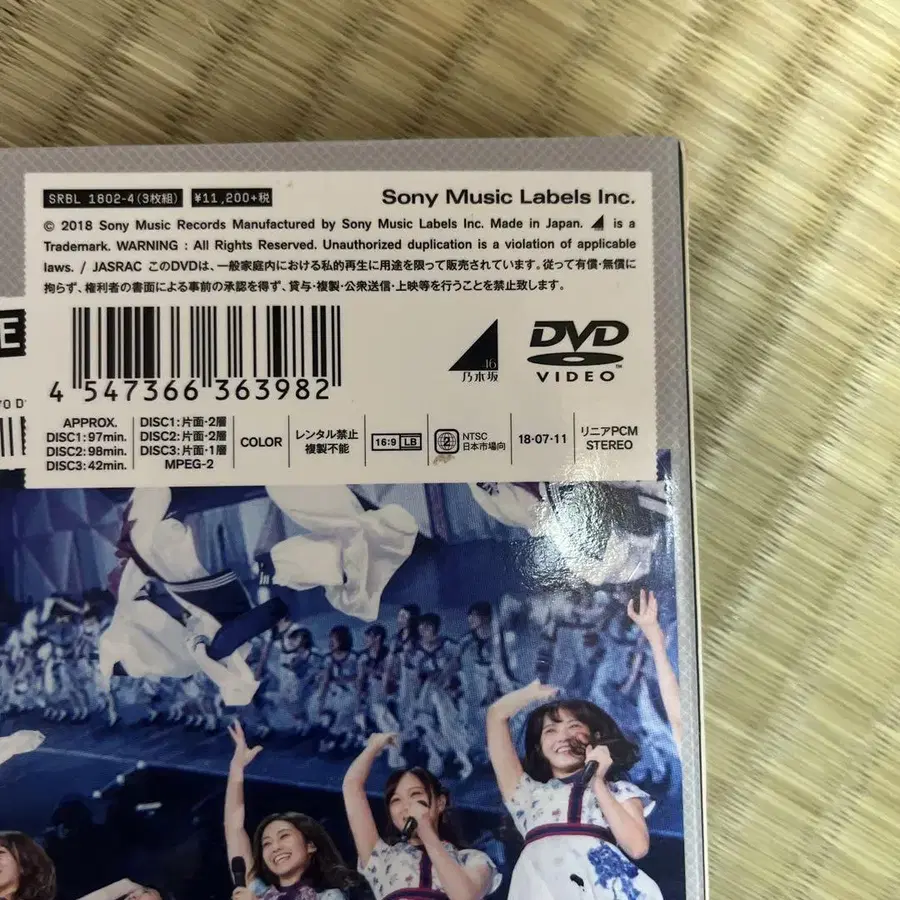 SRBL 1802-4(3枚組) ¥11,200+税
Sony Music Labels Inc.
© 2018 Sony Music Records Manufactured by Sony Music Labels Inc. Made in Japan. is a
Trademark. WARNING : All Rights Reserved. Unauthorized duplication is a violation of applicable
laws. / JASRAC このDVDは、一般家庭内における私的再生に用途を限って販売されています。従って有償・無償に
拘らず、権利者の書面による事前の承認を得ず、貸与・複製・公衆送信・上映等を行うことを禁止致します。
E
4 547366 363982
46
乃木坂
DVD
VIDEO
TM
APPROX.
DISC1:97min.
DISC2:98min.
DISC3:42min.
DISC1:片面・2層
DISC2:片面・2層
DISC3:片面・1層
MPEG-2
COLOR
レンタル禁止
複製不能
16:9 LB
2
NTSC
日本市場向
18・07・11
リニアPCM
STEREO